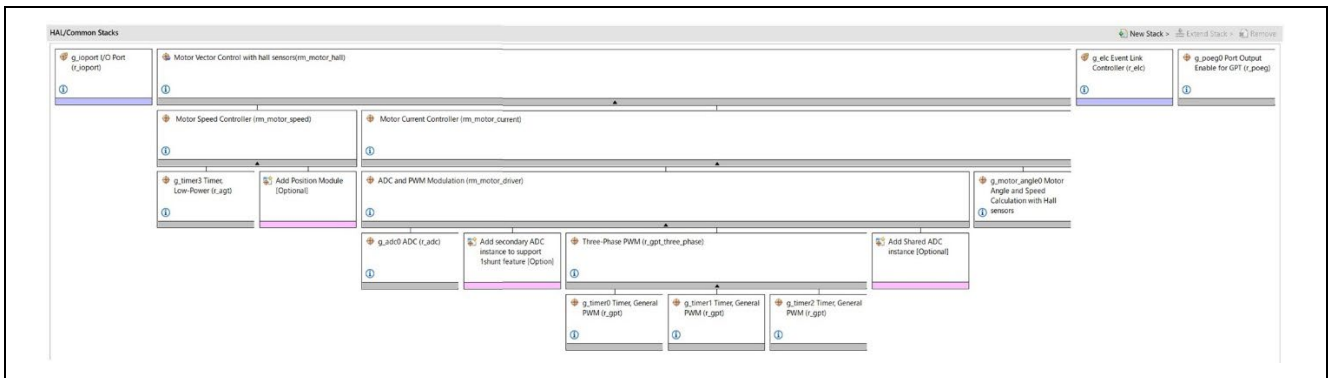 HAL/Common Stacks
New Stack >
Extend Stack >
Remove
g_ioport I/O Port
(r_ioport)
Motor Vector Control with hall sensors(rm_motor_hall)
g_elc Event Link
Controller (r_elc)
g_poeg0 Port Output
Enable for GPT (r_poeg)
Motor Speed Controller (rm_motor_speed)
Motor Current Controller (rm_motor_current)
g_timer3 Timer,
Low-Power (r_agt)
Add Position Module
[Optional]
ADC and PWM Modulation (rm_motor_driver)
g_motor_angle0 Motor
Angle and Speed
Calculation with Hall
sensors
g_adc0 ADC (r_adc)
Add secondary ADC
instance to support
1shunt feature [Option]
Three-Phase PWM (r_gpt_three_phase)
Add Shared ADC
instance [Optional]
g_timer0 Timer, General
PWM (r_gpt)
g_timer1 Timer, General
PWM (r_gpt)
g_timer2 Timer, General
PWM (r_gpt)